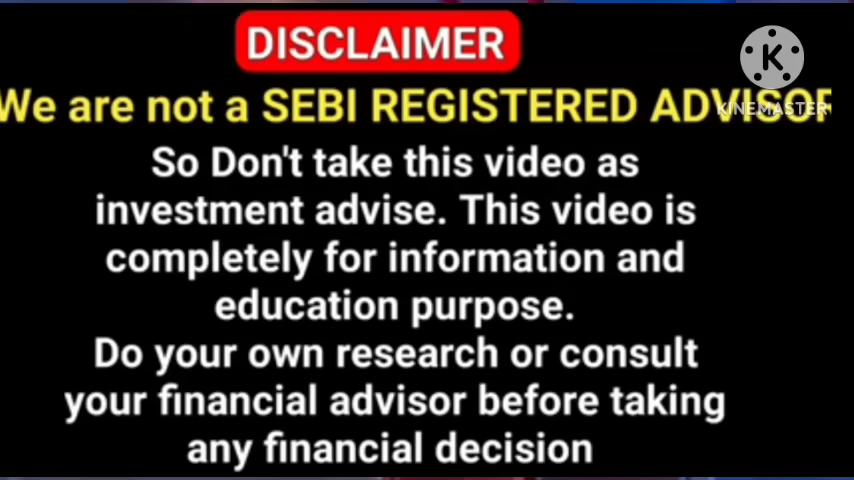 DISCLAIMER
K
KINEMASTER
We are not a SEBI REGISTERED ADVISOR
So Don't take this video as
investment advise. This video is
completely for information and
education purpose.
Do your own research or consult
your financial advisor before taking
any financial decision